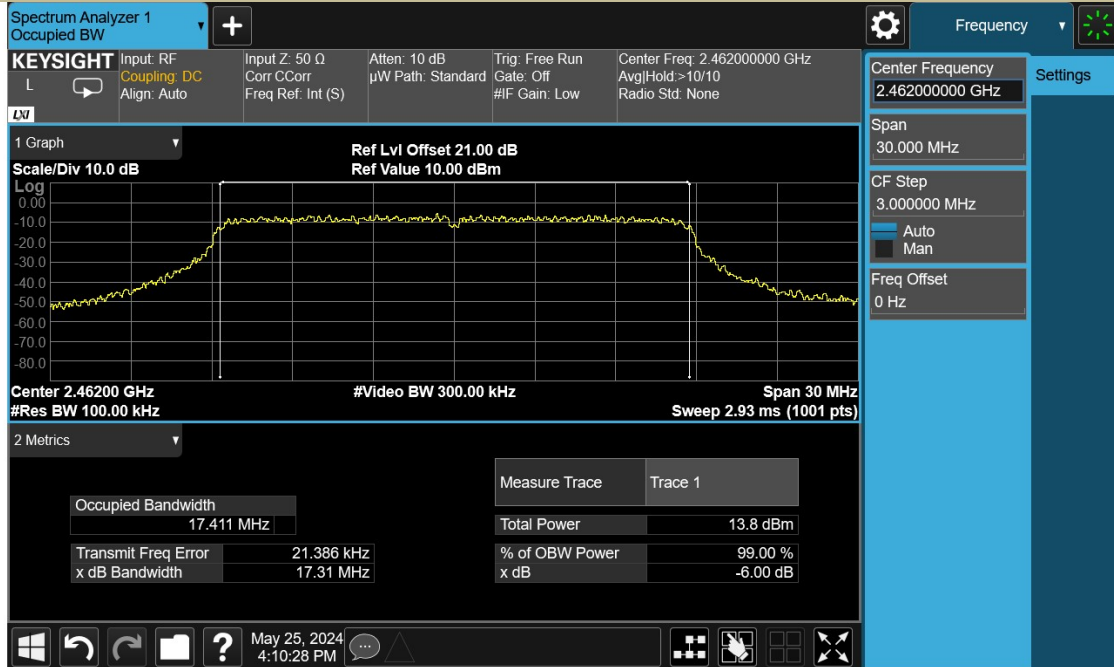 Spectrum Analyzer 1
Occupied BW
+
Frequency
KEYSIGHT
L
LXI
Input: RF
Coupling: DC
Align: Auto
Input Z: 50 Ω
Corr CCorr
Freq Ref: Int (S)
Atten: 10 dB
µW Path: Standard
Trig: Free Run
Gate: Off
#IF Gain: Low
Center Freq: 2.462000000 GHz
Avg|Hold:>10/10
Radio Std: None
Center Frequency
2.462000000 GHz
Settings
Span
30.000 MHz
CF Step
3.000000 MHz
Auto
Man
Freq Offset
0 Hz
1 Graph
Scale/Div 10.0 dB
Ref Lvl Offset 21.00 dB
Ref Value 10.00 dBm
Log
0.00
-10.0
-20.0
-30.0
-40.0
-50.0
-60.0
-70.0
-80.0
Center 2.46200 GHz
#Video BW 300.00 kHz
Span 30 MHz
#Res BW 100.00 kHz
Sweep 2.93 ms (1001 pts)
2 Metrics
Measure Trace Trace 1
Occupied Bandwidth
17.411 MHz
Total Power 13.8 dBm
Transmit Freq Error 21.386 kHz
% of OBW Power 99.00 %
x dB Bandwidth 17.31 MHz
x dB -6.00 dB
?
May 25, 2024
4:10:28 PM